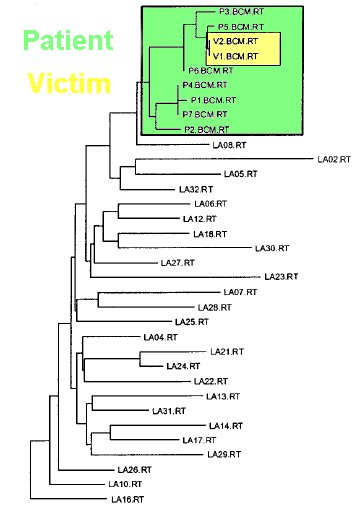 Patient
Victim
P3.BCM.RT
P5.BCM.RT
V2.BCM.RT
V1.BCM.RT
P6.BCM.RT
P4.BCM.RT
P1.BCM.RT
P7.BCM.RT
P2.BCM.RT
LA08.RT
LA02.RT
LA05.RT
LA32.RT
LA06.RT
LA12.RT
LA18.RT
LA30.RT
LA27.RT
LA23.RT
LA07.RT
LA28.RT
LA25.RT
LA04.RT
LA21.RT
LA24.RT
LA22.RT
LA13.RT
LA31.RT
LA14.RT
LA17.RT
LA29.RT
LA26.RT
LA10.RT
LA16.RT